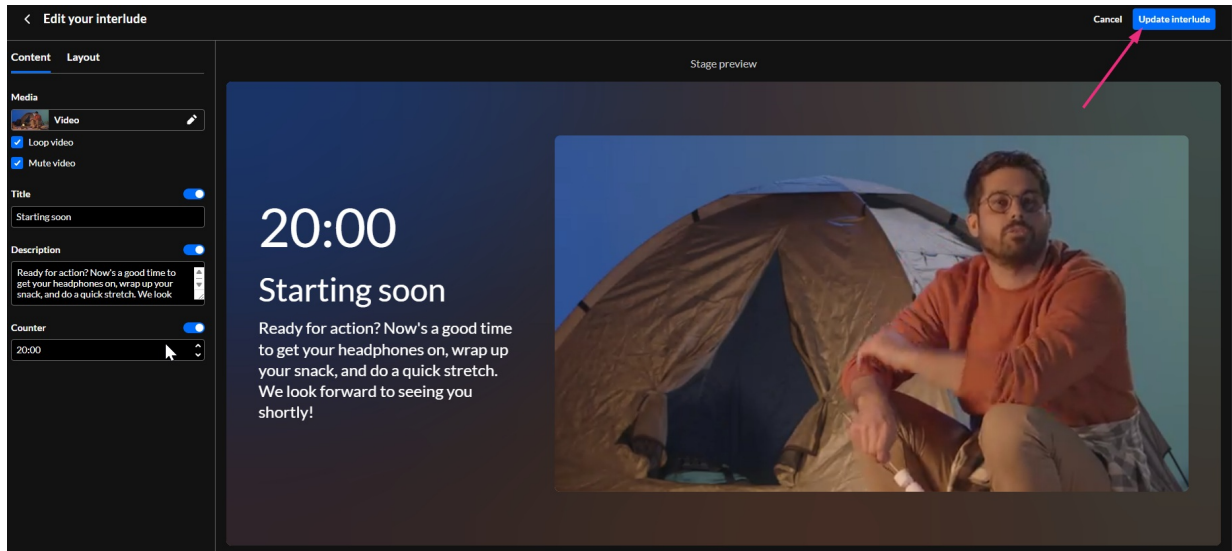 Edit your interlude
Cancel
Update interlude
Content
Layout
Stage preview
Media
Video
Loop video
Mute video
Title
Starting soon
Description
Ready for action? Now's a good time to
get your headphones on, wrap up your
snack, and do a quick stretch. We look
Counter
20:00
20:00
Starting soon
Ready for action? Now's a good time
to get your headphones on, wrap up
your snack, and do a quick stretch.
We look forward to seeing you
shortly!